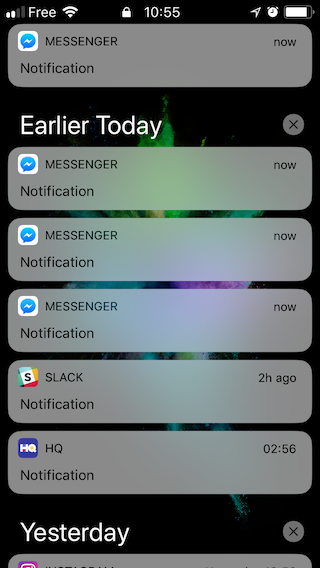 Free 10:55
MESSENGER now
Notification
Earlier Today
MESSENGER now
Notification
MESSENGER now
Notification
MESSENGER now
Notification
S SLACK 2h ago
Notification
HQ HQ 02:56
Notification
Yesterday